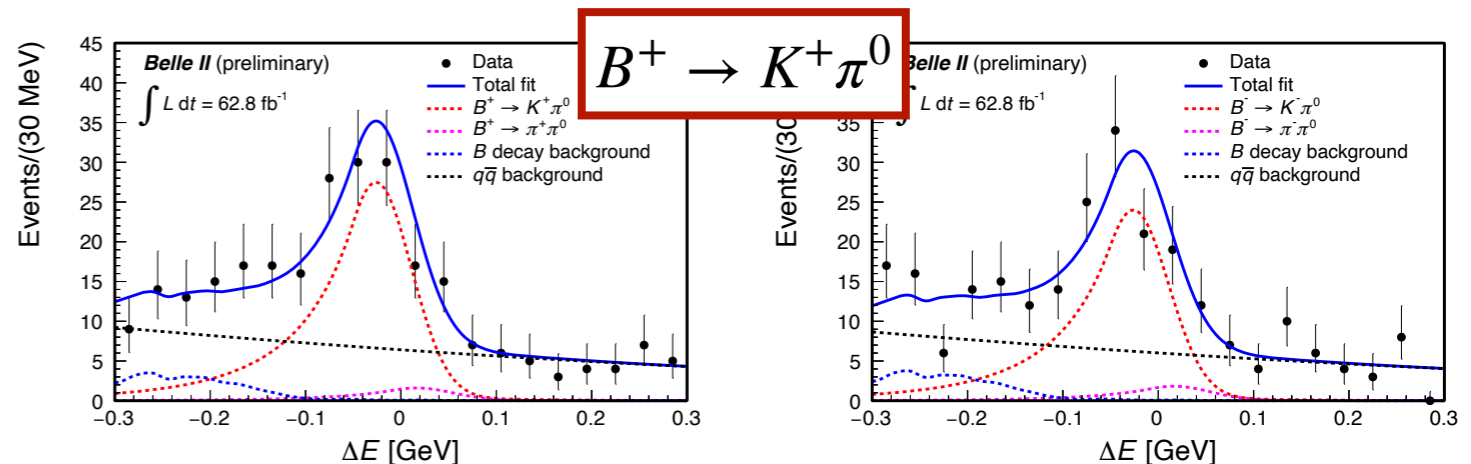 B⁺ → K⁺π⁰
Events/(30 MeV)
45
40
35
30
25
20
15
10
5
0
Belle II (preliminary)
∫ L dt = 62.8 fb⁻¹
Data
Total fit
B⁺ → K⁺π⁰
B⁺ → π⁺π⁰
B decay background
qq̅ background
−0.3 −0.2 −0.1 0 0.1 0.2 0.3
ΔE [GeV]
Events/(30
30
25
20
15
10
5
0
Belle II (preliminary)
L dt = 62.8 fb⁻¹
Data
Total fit
B⁻ → K⁻π⁰
B⁻ → π⁻π⁰
B decay background
qq̅ background
−0.3 −0.2 −0.1 0 0.1 0.2 0.3
ΔE [GeV]